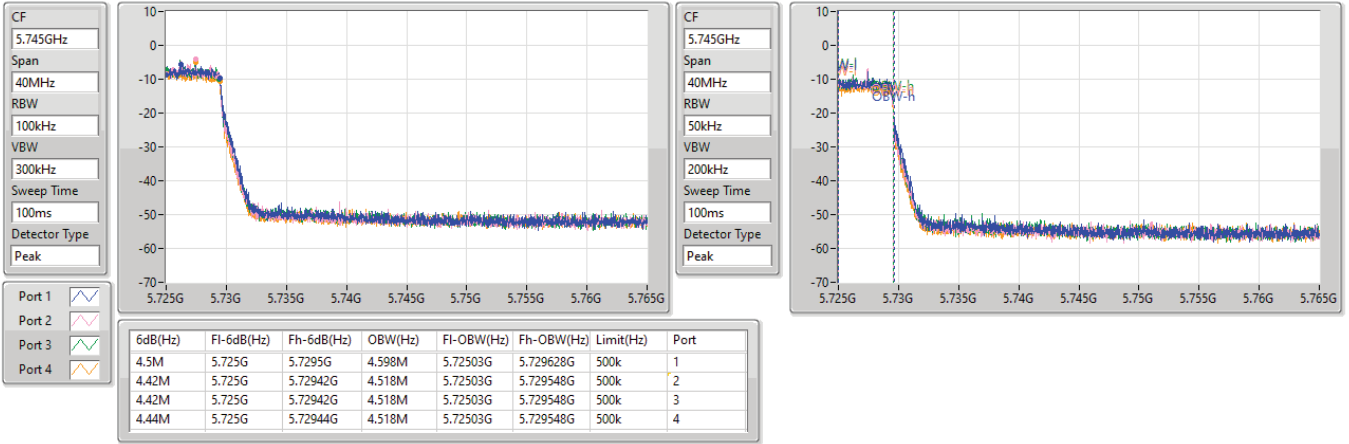 CF
5.745GHz
Span
40MHz
RBW
100kHz
VBW
300kHz
Sweep Time
100ms
Detector Type
Peak
10-
0-
-10-
-20-
-30-
-40-
-50-
-60-
-70-
5.725G 5.73G 5.735G 5.74G 5.745G 5.75G 5.755G 5.76G 5.765G
CF
5.745GHz
Span
40MHz
RBW
50kHz
VBW
200kHz
Sweep Time
100ms
Detector Type
Peak
10-
0-
-10-
-20-
-30-
-40-
-50-
-60-
-70-
OBW-h
5.725G 5.73G 5.735G 5.74G 5.745G 5.75G 5.755G 5.76G 5.765G
Port 1
Port 2
Port 3
Port 4
6dB(Hz) Fl-6dB(Hz) Fh-6dB(Hz) OBW(Hz) Fl-OBW(Hz) Fh-OBW(Hz) Limit(Hz) Port
4.5M 5.725G 5.7295G 4.598M 5.72503G 5.729628G 500k 1
4.42M 5.725G 5.72942G 4.518M 5.72503G 5.729548G 500k 2
4.42M 5.725G 5.72942G 4.518M 5.72503G 5.729548G 500k 3
4.44M 5.725G 5.72944G 4.518M 5.72503G 5.729548G 500k 4